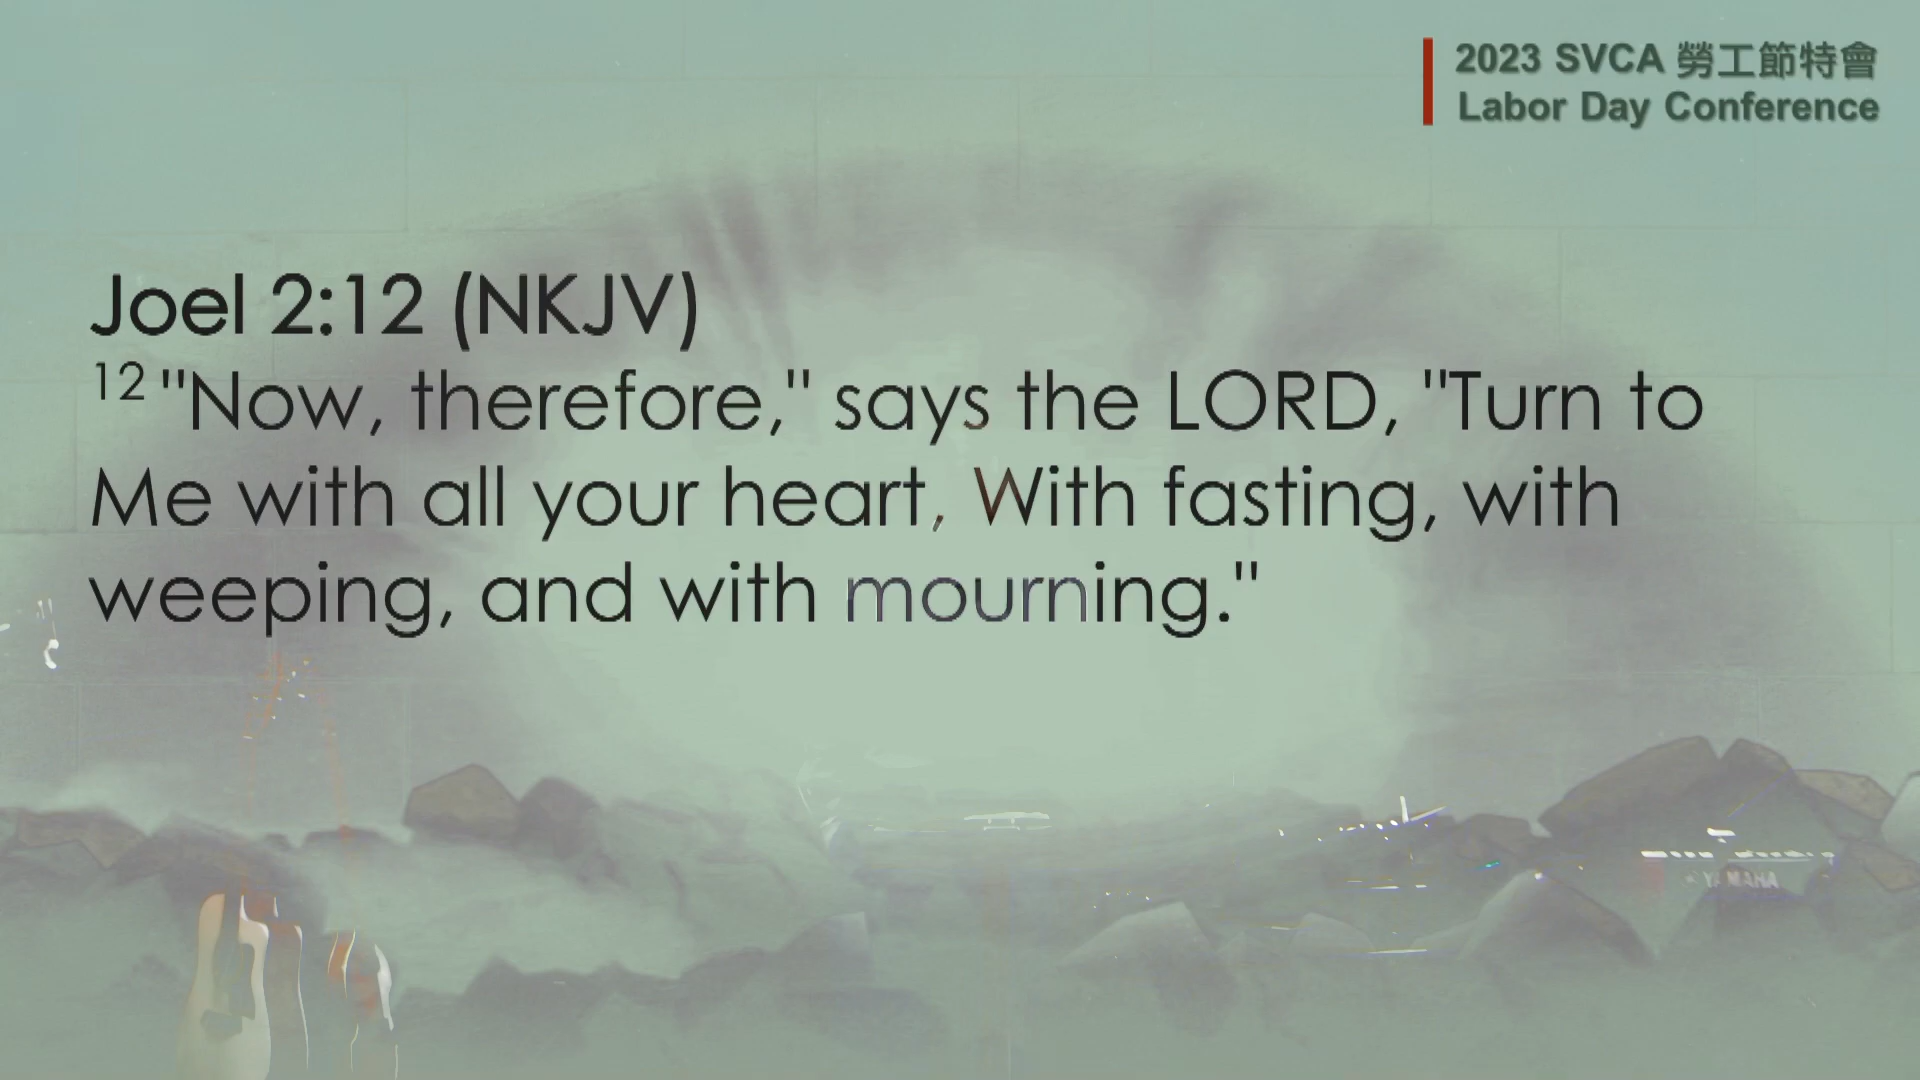 2023 SVCA 勞工節特會
Labor Day Conference
Joel 2:12 (NKJV)
12 "Now, therefore," says the LORD, "Turn to
Me with all your heart, With fasting, with
weeping, and with mourning."
YAMAHA